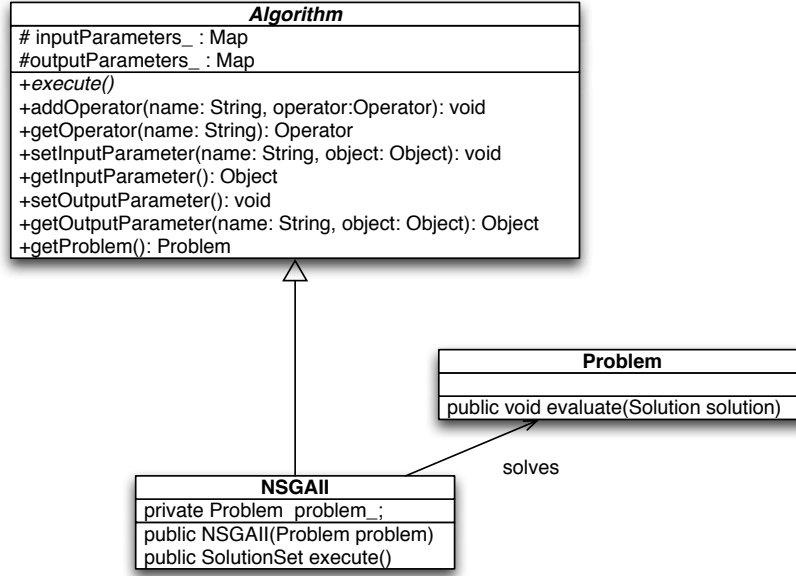 Algorithm
# inputParameters_ : Map
#outputParameters_ : Map
+execute()
+addOperator(name: String, operator:Operator): void
+getOperator(name: String): Operator
+setInputParameter(name: String, object: Object): void
+getInputParameter(): Object
+setOutputParameter(): void
+getOutputParameter(name: String, object: Object): Object
+getProblem(): Problem
Problem
public void evaluate(Solution solution)
solves
NSGAII
private Problem problem_;
public NSGAII(Problem problem)
public SolutionSet execute()